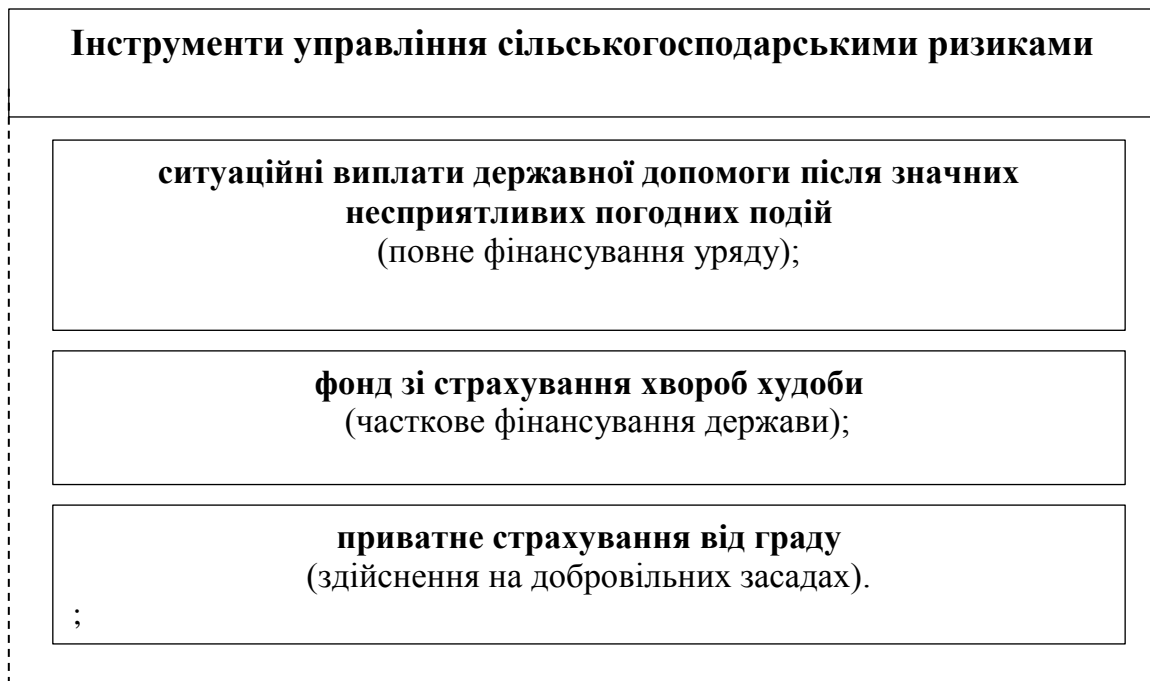 Інструменти управління сільськогосподарськими ризиками
ситуаційні виплати державної допомоги після значних
несприятливих погодних подій
(повне фінансування уряду);
фонд зі страхування хвороб худоби
(часткове фінансування держави);
приватне страхування від граду
(здійснення на добровільних засадах).
;